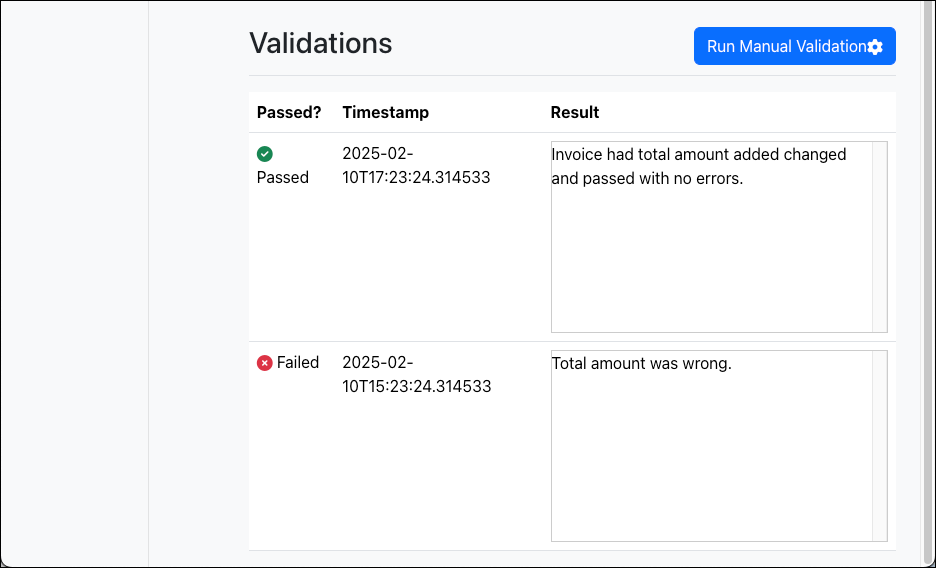 Validations
Run Manual Validation
Passed? Timestamp Result
Passed
2025-02-
10T17:23:24.314533
Invoice had total amount added changed
and passed with no errors.
Failed
2025-02-
10T15:23:24.314533
Total amount was wrong.